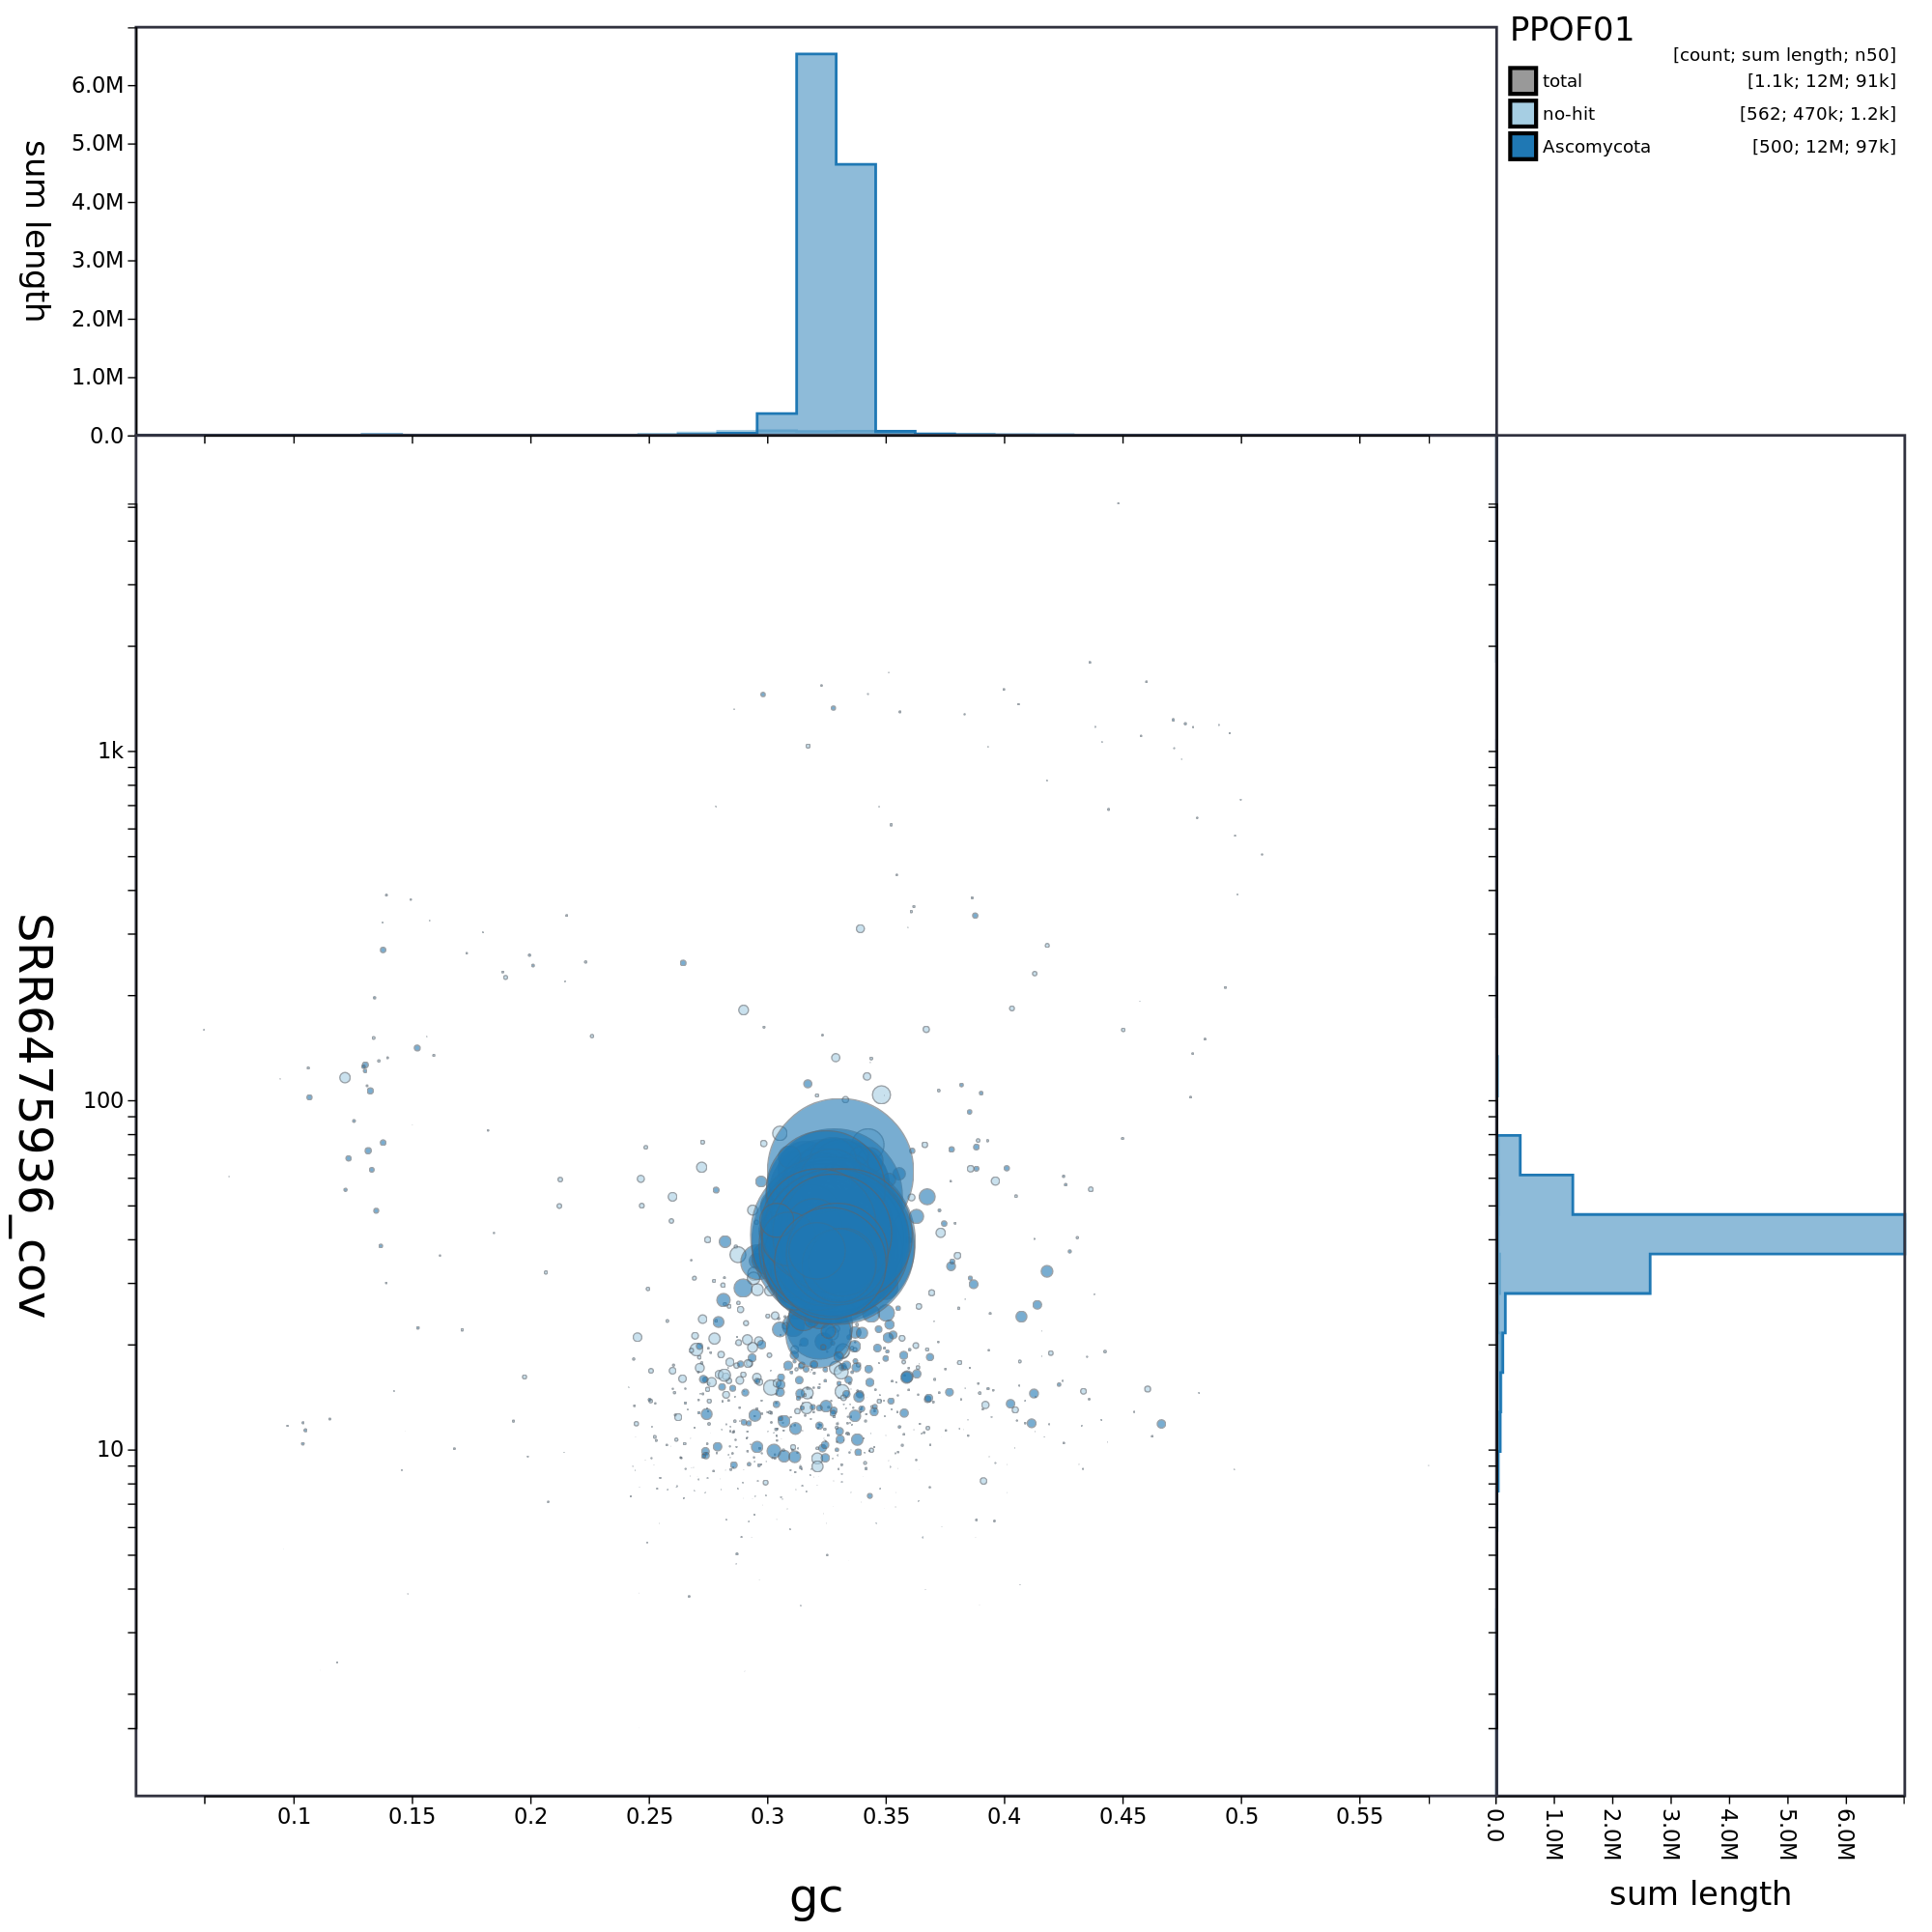 PPOF01
[count; sum length; n50]
total [1.1k; 12M; 91k]
no-hit [562; 470k; 1.2k]
Ascomycota [500; 12M; 97k]
sum length
6.0M
5.0M
4.0M
3.0M
2.0M
1.0M
0.0
SRR6475936_cov
1k
100
10
0.1 0.15 0.2 0.25 0.3 0.35 0.4 0.45 0.5 0.55
gc
0.0 1.0M 2.0M 3.0M 4.0M 5.0M 6.0M
sum length